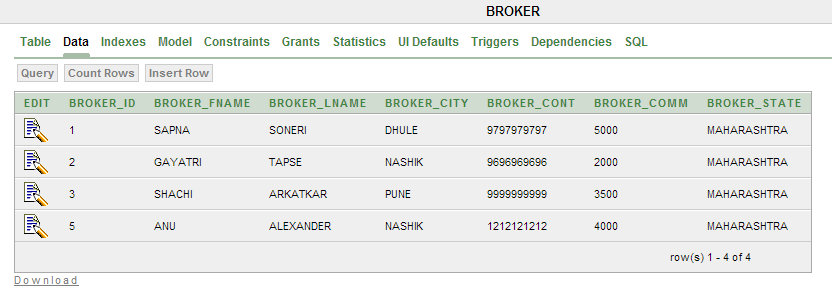 BROKER
Table Data Indexes Model Constraints Grants Statistics UI Defaults Triggers Dependencies SQL
Query Count Rows Insert Row
EDIT BROKER_ID BROKER_FNAME BROKER_LNAME BROKER_CITY BROKER_CONT BROKER_COMM BROKER_STATE
1 SAPNA SONERI DHULE 9797979797 5000 MAHARASHTRA
2 GAYATRI TAPSE NASHIK 9696969696 2000 MAHARASHTRA
3 SHACHI ARKATKAR PUNE 9999999999 3500 MAHARASHTRA
5 ANU ALEXANDER NASHIK 1212121212 4000 MAHARASHTRA
row(s) 1 - 4 of 4
Download